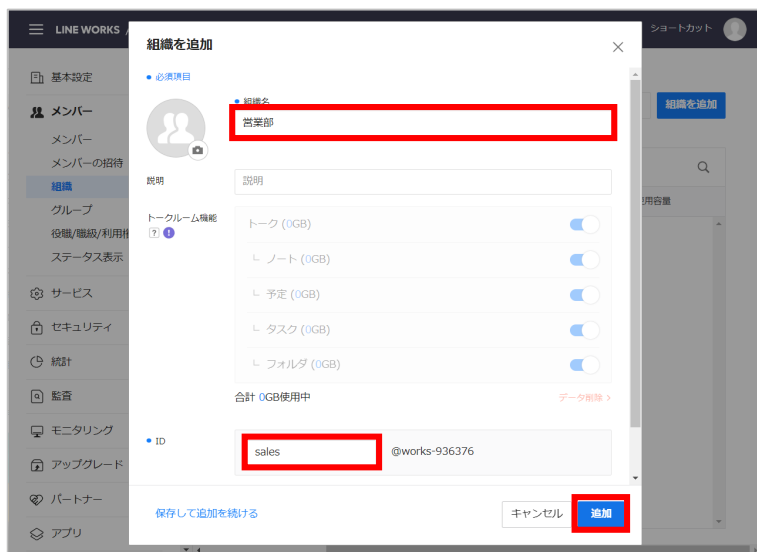 LINE WORKS /
ショートカット
基本設定
メンバー
メンバー
メンバーの招待
組織
グループ
役職/職級/利用権
ステータス表示
サービス
セキュリティ
統計
監査
モニタリング
アップグレード
パートナー
アプリ
組織を追加
使用容量
組織を追加
必須項目
組織名
営業部
説明
説明
トークルーム機能
?
!
トーク (0GB)
└ ノート (0GB)
└ 予定 (0GB)
└ タスク (0GB)
└ フォルダ (0GB)
合計 0GB使用中
データ削除 >
ID
sales
@works-936376
保存して追加を続ける
キャンセル
追加